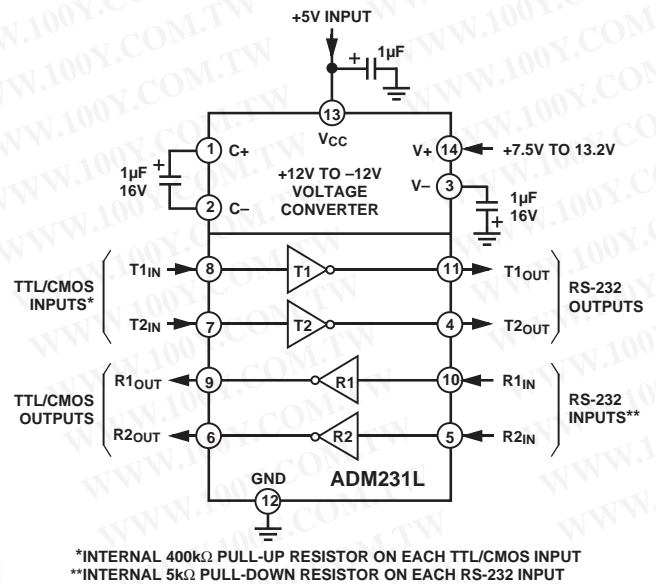 +5V INPUT
+ 1µF
13
VCC
1 C+
V+ 14 +7.5V TO 13.2V
+
1µF
16V
+12V TO –12V
VOLTAGE
CONVERTER
2 C–
V– 3
1µF
16V
+
TTL/CMOS
INPUTS*
T1IN 8 T1 11 T1OUT
T2IN 7 T2 4 T2OUT
RS-232
OUTPUTS
TTL/CMOS
OUTPUTS
R1OUT 9 R1 10 R1IN
R2OUT 6 R2 5 R2IN
RS-232
INPUTS**
GND
12
ADM231L
*INTERNAL 400kΩ PULL-UP RESISTOR ON EACH TTL/CMOS INPUT
**INTERNAL 5kΩ PULL-DOWN RESISTOR ON EACH RS-232 INPUT
WWW.100Y.COM.TW